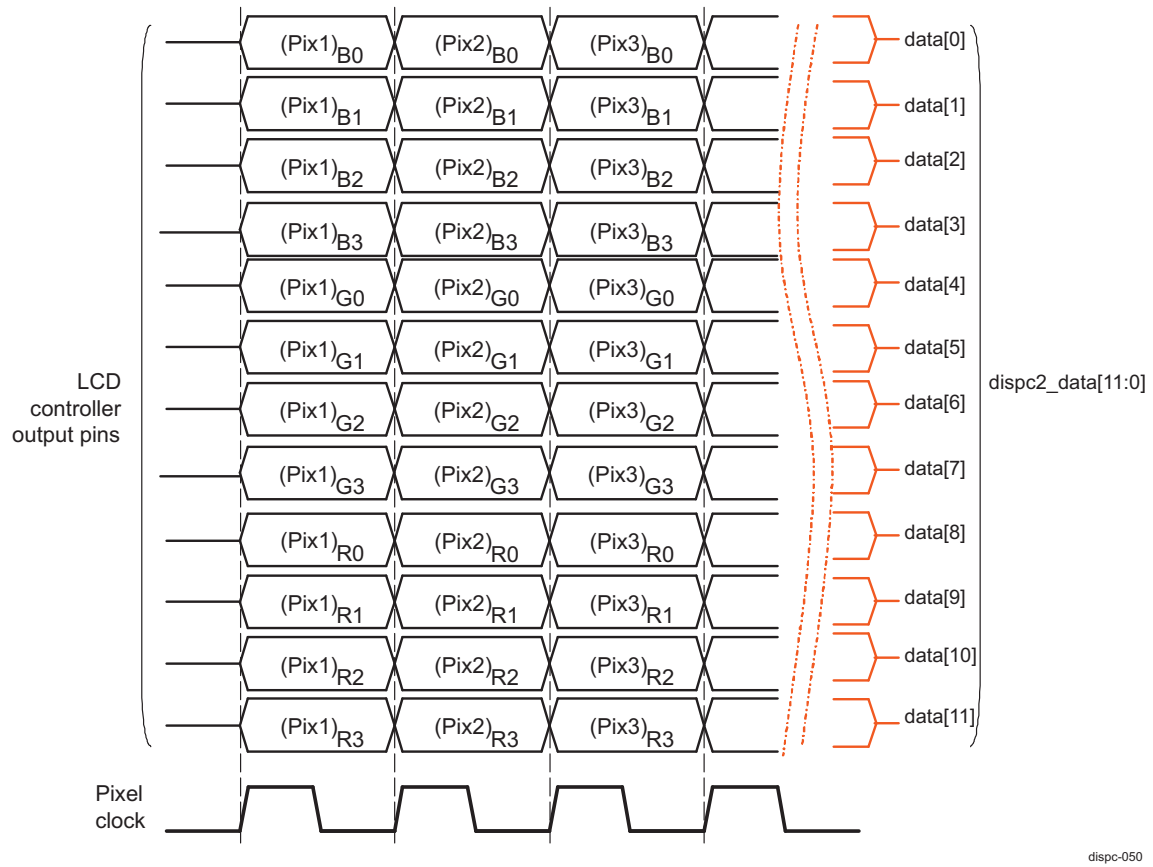 (Pix1)B0 (Pix2)B0 (Pix3)B0 data[0]
(Pix1)B1 (Pix2)B1 (Pix3)B1 data[1]
(Pix1)B2 (Pix2)B2 (Pix3)B2 data[2]
(Pix1)B3 (Pix2)B3 (Pix3)B3 data[3]
(Pix1)G0 (Pix2)G0 (Pix3)G0 data[4]
(Pix1)G1 (Pix2)G1 (Pix3)G1 data[5]
LCD
controller
output pins
(Pix1)G2 (Pix2)G2 (Pix3)G2 data[6]
dispc2_data[11:0]
(Pix1)G3 (Pix2)G3 (Pix3)G3 data[7]
(Pix1)R0 (Pix2)R0 (Pix3)R0 data[8]
(Pix1)R1 (Pix2)R1 (Pix3)R1 data[9]
(Pix1)R2 (Pix2)R2 (Pix3)R2 data[10]
(Pix1)R3 (Pix2)R3 (Pix3)R3 data[11]
Pixel
clock
dispc-050